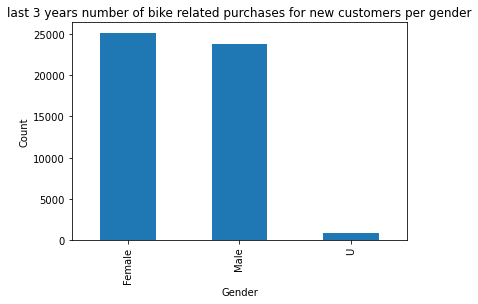 last 3 years number of bike related purchases for new customers per gender
25000
20000
15000
10000
5000
0
Count
Female
Male
U
Gender